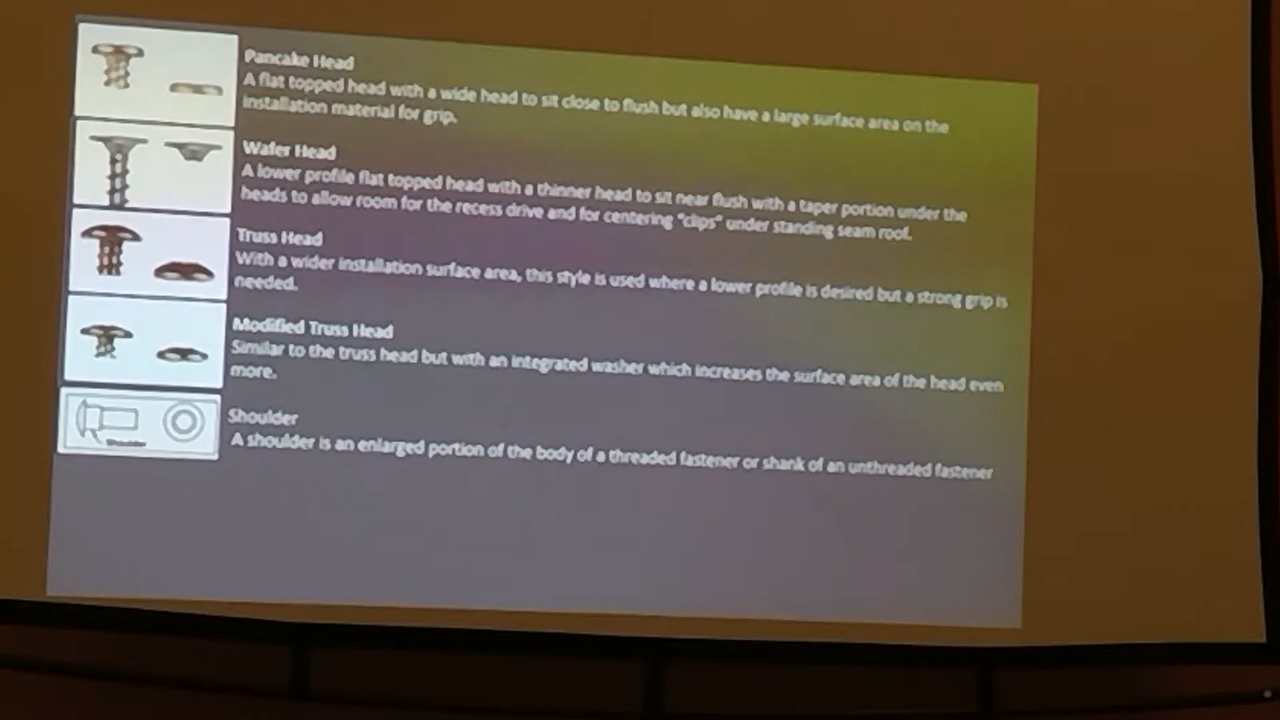 Pancake Head
A flat topped head with a wide head to sit close to flush but also have a large surface area on the
installation material for grip.
Wafer Head
A lower profile flat topped head with a thinner head to sit near flush with a taper portion under the
heads to allow room for the recess drive and for centering "clips" under standing seam roof.
Truss Head
With a wider installation surface area, this style is used where a lower profile is desired but a strong grip is
needed.
Modified Truss Head
Similar to the truss head but with an integrated washer which increases the surface area of the head even
more.
Shoulder
Shoulder
A shoulder is an enlarged portion of the body of a threaded fastener or shank of an unthreaded fastener